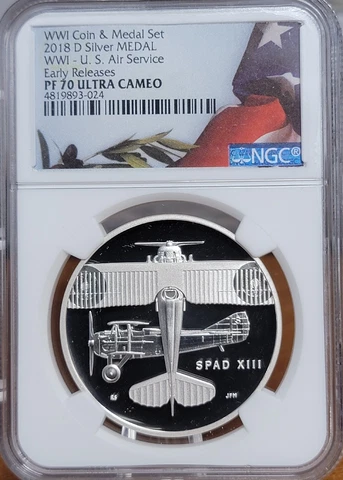 WWI Coin & Medal Set
2018 D Silver MEDAL
WWI - U. S. Air Service
Early Releases
PF 70 ULTRA CAMEO
4819893-024
NGC®
SPAD XIII
JFM